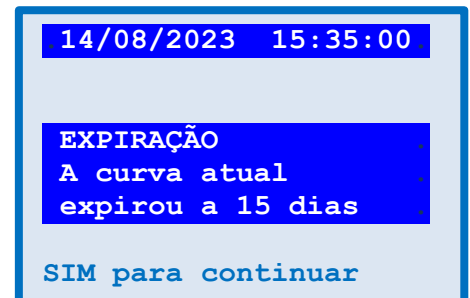 14/08/2023 15:35:00
EXPIRAÇÃO
A curva atual
expirou a 15 dias
SIM para continuar